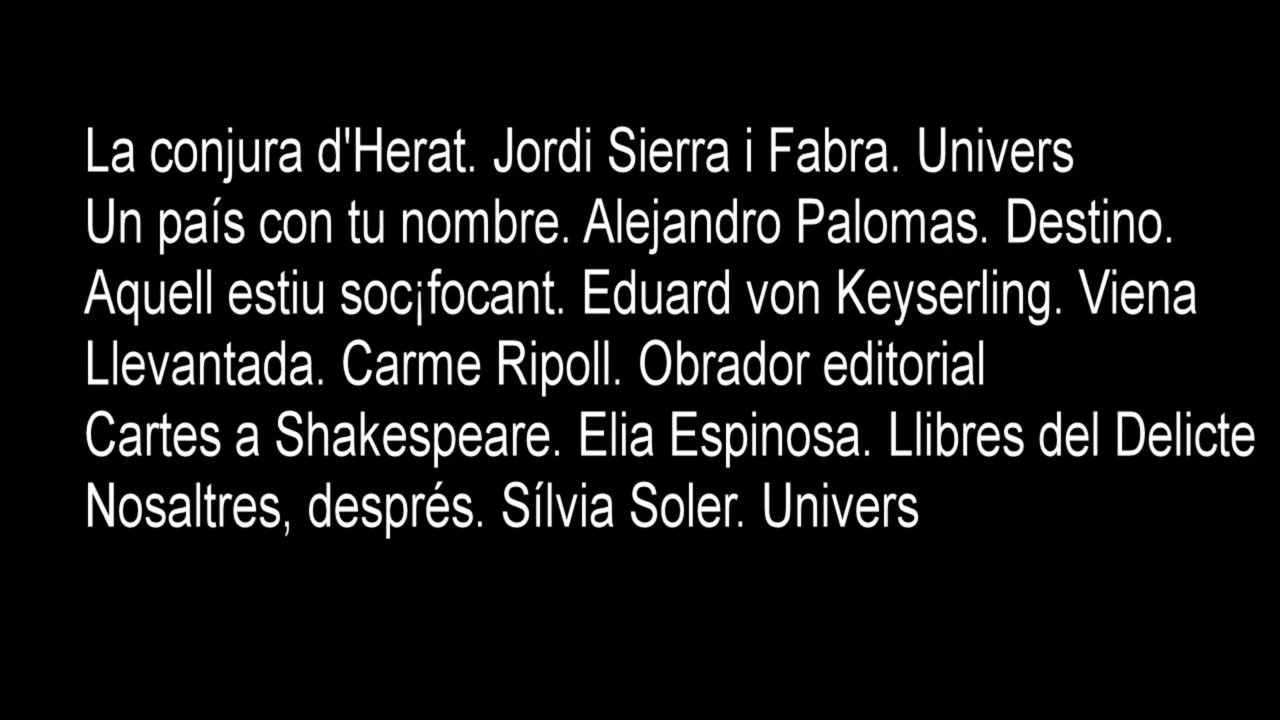 La conjura d'Herat. Jordi Sierra i Fabra. Univers
Un país con tu nombre. Alejandro Palomas. Destino.
Aquell estiu soc¡focant. Eduard von Keyserling. Viena
Llevantada. Carme Ripoll. Obrador editorial
Cartes a Shakespeare. Elia Espinosa. Llibres del Delicte
Nosaltres, després. Sílvia Soler. Univers